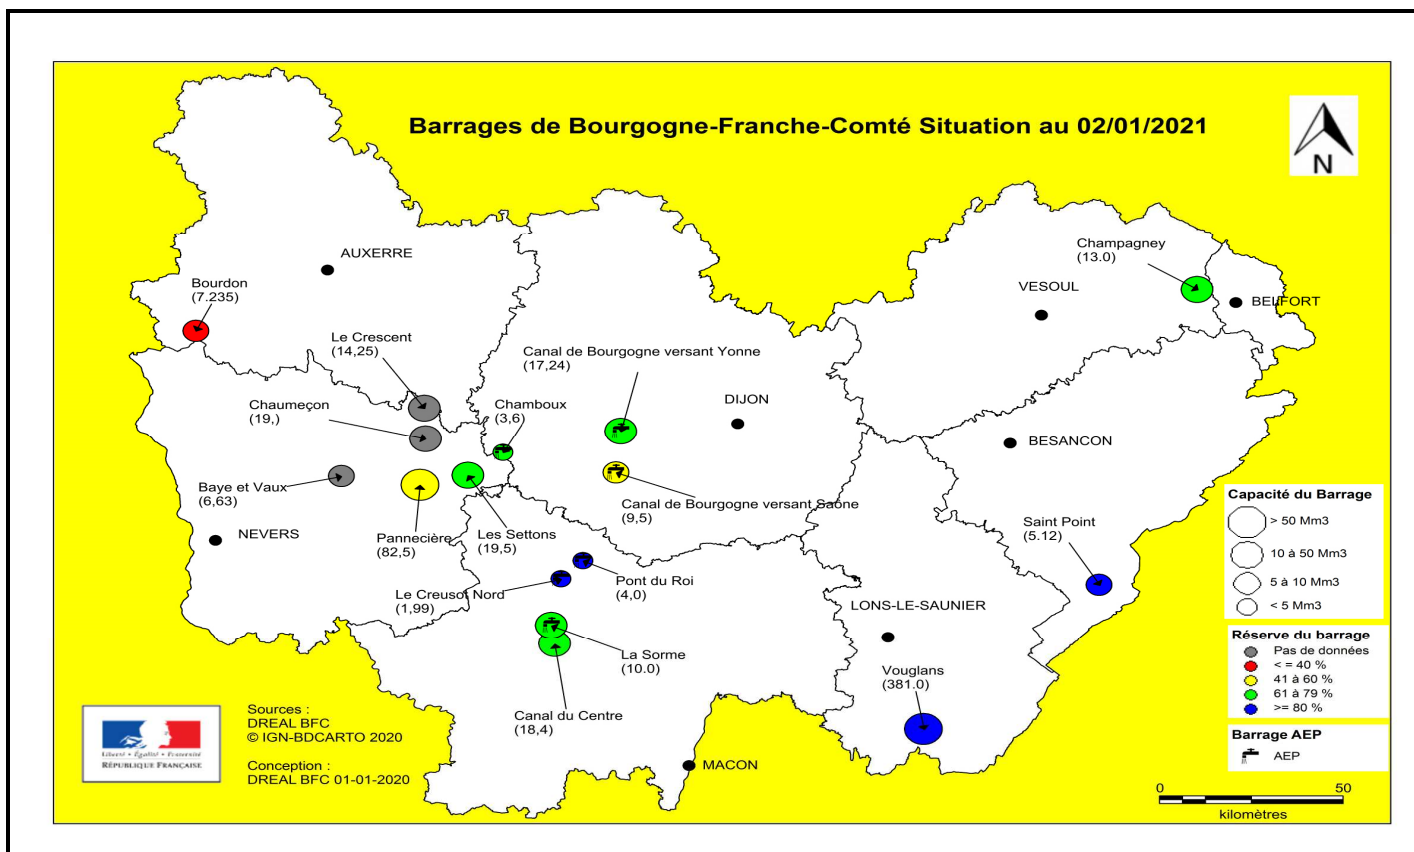 Barrages de Bourgogne-Franche-Comté Situation au 02/01/2021
N
AUXERRE
Bourdon
(7.235)
Le Crescent
(14,25)
Chaumeçon
(19,)
Baye et Vaux
(6,63)
NEVERS
Pannecière
(82,5)
Les Settons
(19,5)
Chamboux
(3,6)
Canal de Bourgogne versant Yonne
(17,24)
DIJON
Canal de Bourgogne versant Saône
(9,5)
Champagney
(13.0)
VESOUL
BELFORT
BESANCON
Saint Point
(5.12)
Pont du Roi
(4,0)
Le Creusot Nord
(1,99)
LONS-LE-SAUNIER
La Sorme
(10.0)
Vouglans
(381.0)
Canal du Centre
(18,4)
MACON
Capacité du Barrage
> 50 Mm3
10 à 50 Mm3
5 à 10 Mm3
< 5 Mm3
Réserve du barrage
Pas de données
< = 40 %
41 à 60 %
61 à 79 %
>= 80 %
Barrage AEP
AEP
0 50
kilomètres
Liberté • Égalité • Fraternité
RÉPUBLIQUE FRANÇAISE
Sources :
DREAL BFC
© IGN-BDCARTO 2020
Conception :
DREAL BFC 01-01-2020